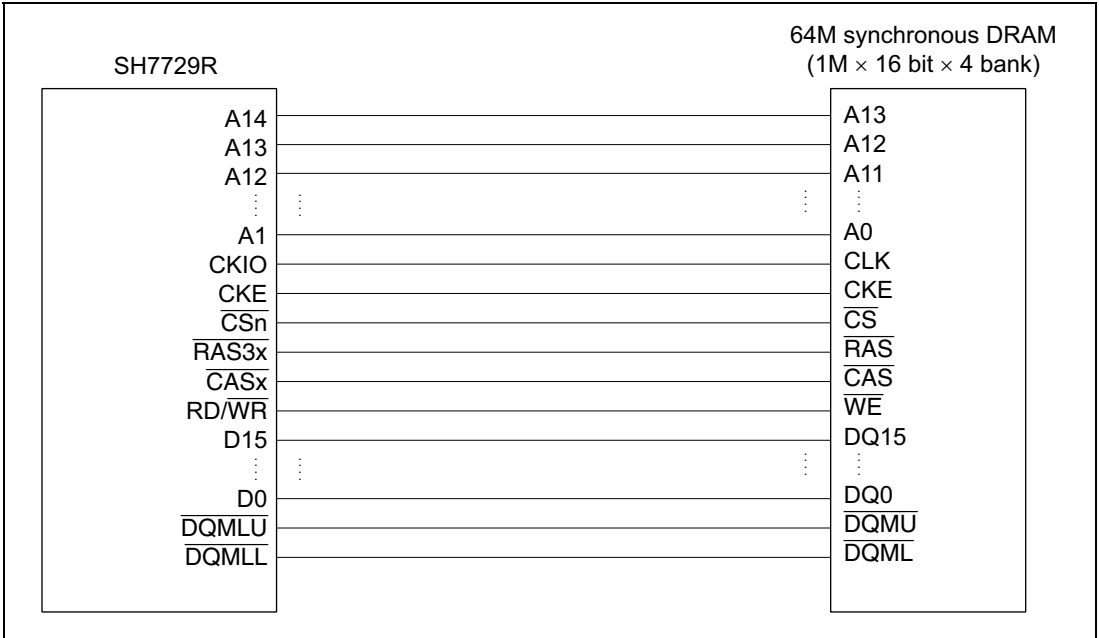 64M synchronous DRAM
(1M × 16 bit × 4 bank)
SH7729R
A14 A13
A13 A12
A12 A11
A1 A0
CKIO CLK
CKE CKE
CSn CS
RAS3x RAS
CASx CAS
RD/WR WE
D15 DQ15
D0 DQ0
DQMLU DQMU
DQMLL DQML